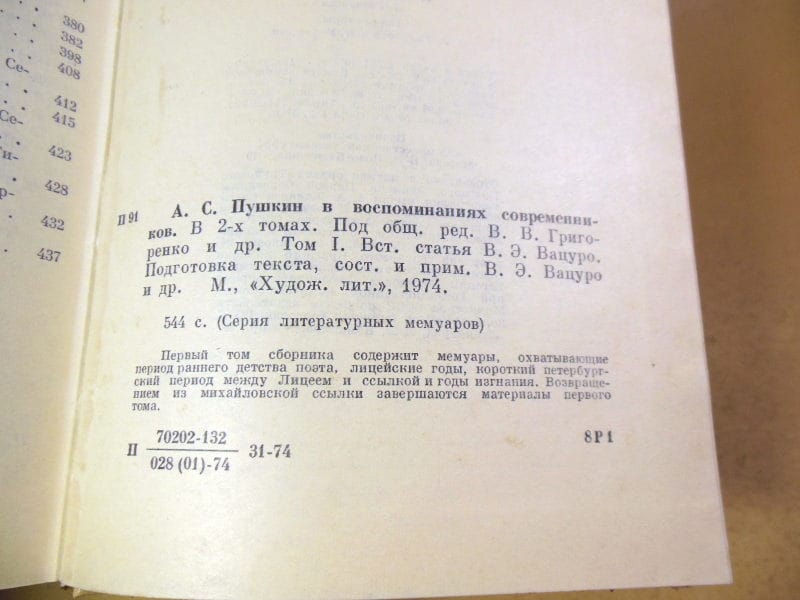 380
382
398
Се- 408
412
Се- 415
Ги- 423
428
р-
432
437
П 91 А. С. Пушкин в воспоминаниях современни-
ков. В 2-х томах. Под общ. ред. В. В. Григо-
ренко и др. Том I. Вст. статья В. Э. Вацуро.
Подготовка текста, сост. и прим. В. Э. Вацуро
и др. М., «Худож. лит.», 1974.
544 с. (Серия литературных мемуаров)
Первый том сборника содержит мемуары, охватывающие
период раннего детства поэта, лицейские годы, короткий петербург-
ский период между Лицеем и ссылкой и годы изгнания. Возвраще-
нием из михайловской ссылки завершаются материалы первого
тома.
70202-132
П 31-74 8Р1
028 (01)-74